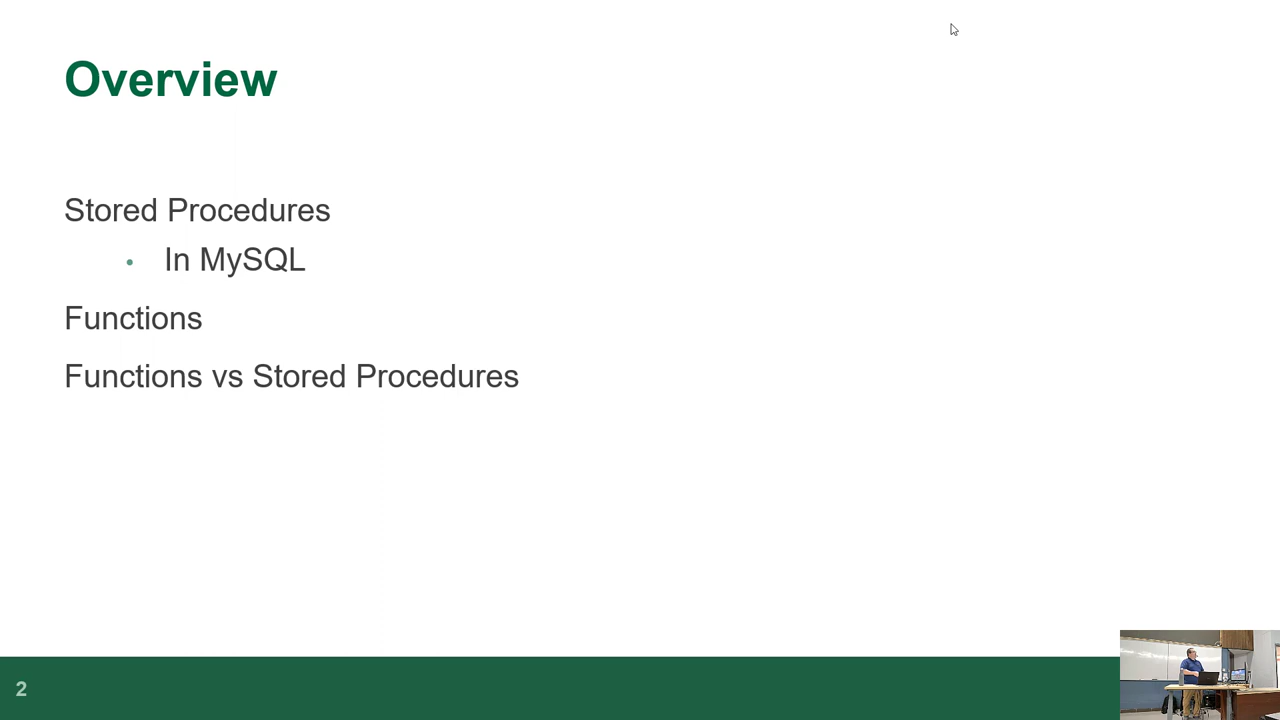 Overview
Stored Procedures
• In MySQL
Functions
Functions vs Stored Procedures
2